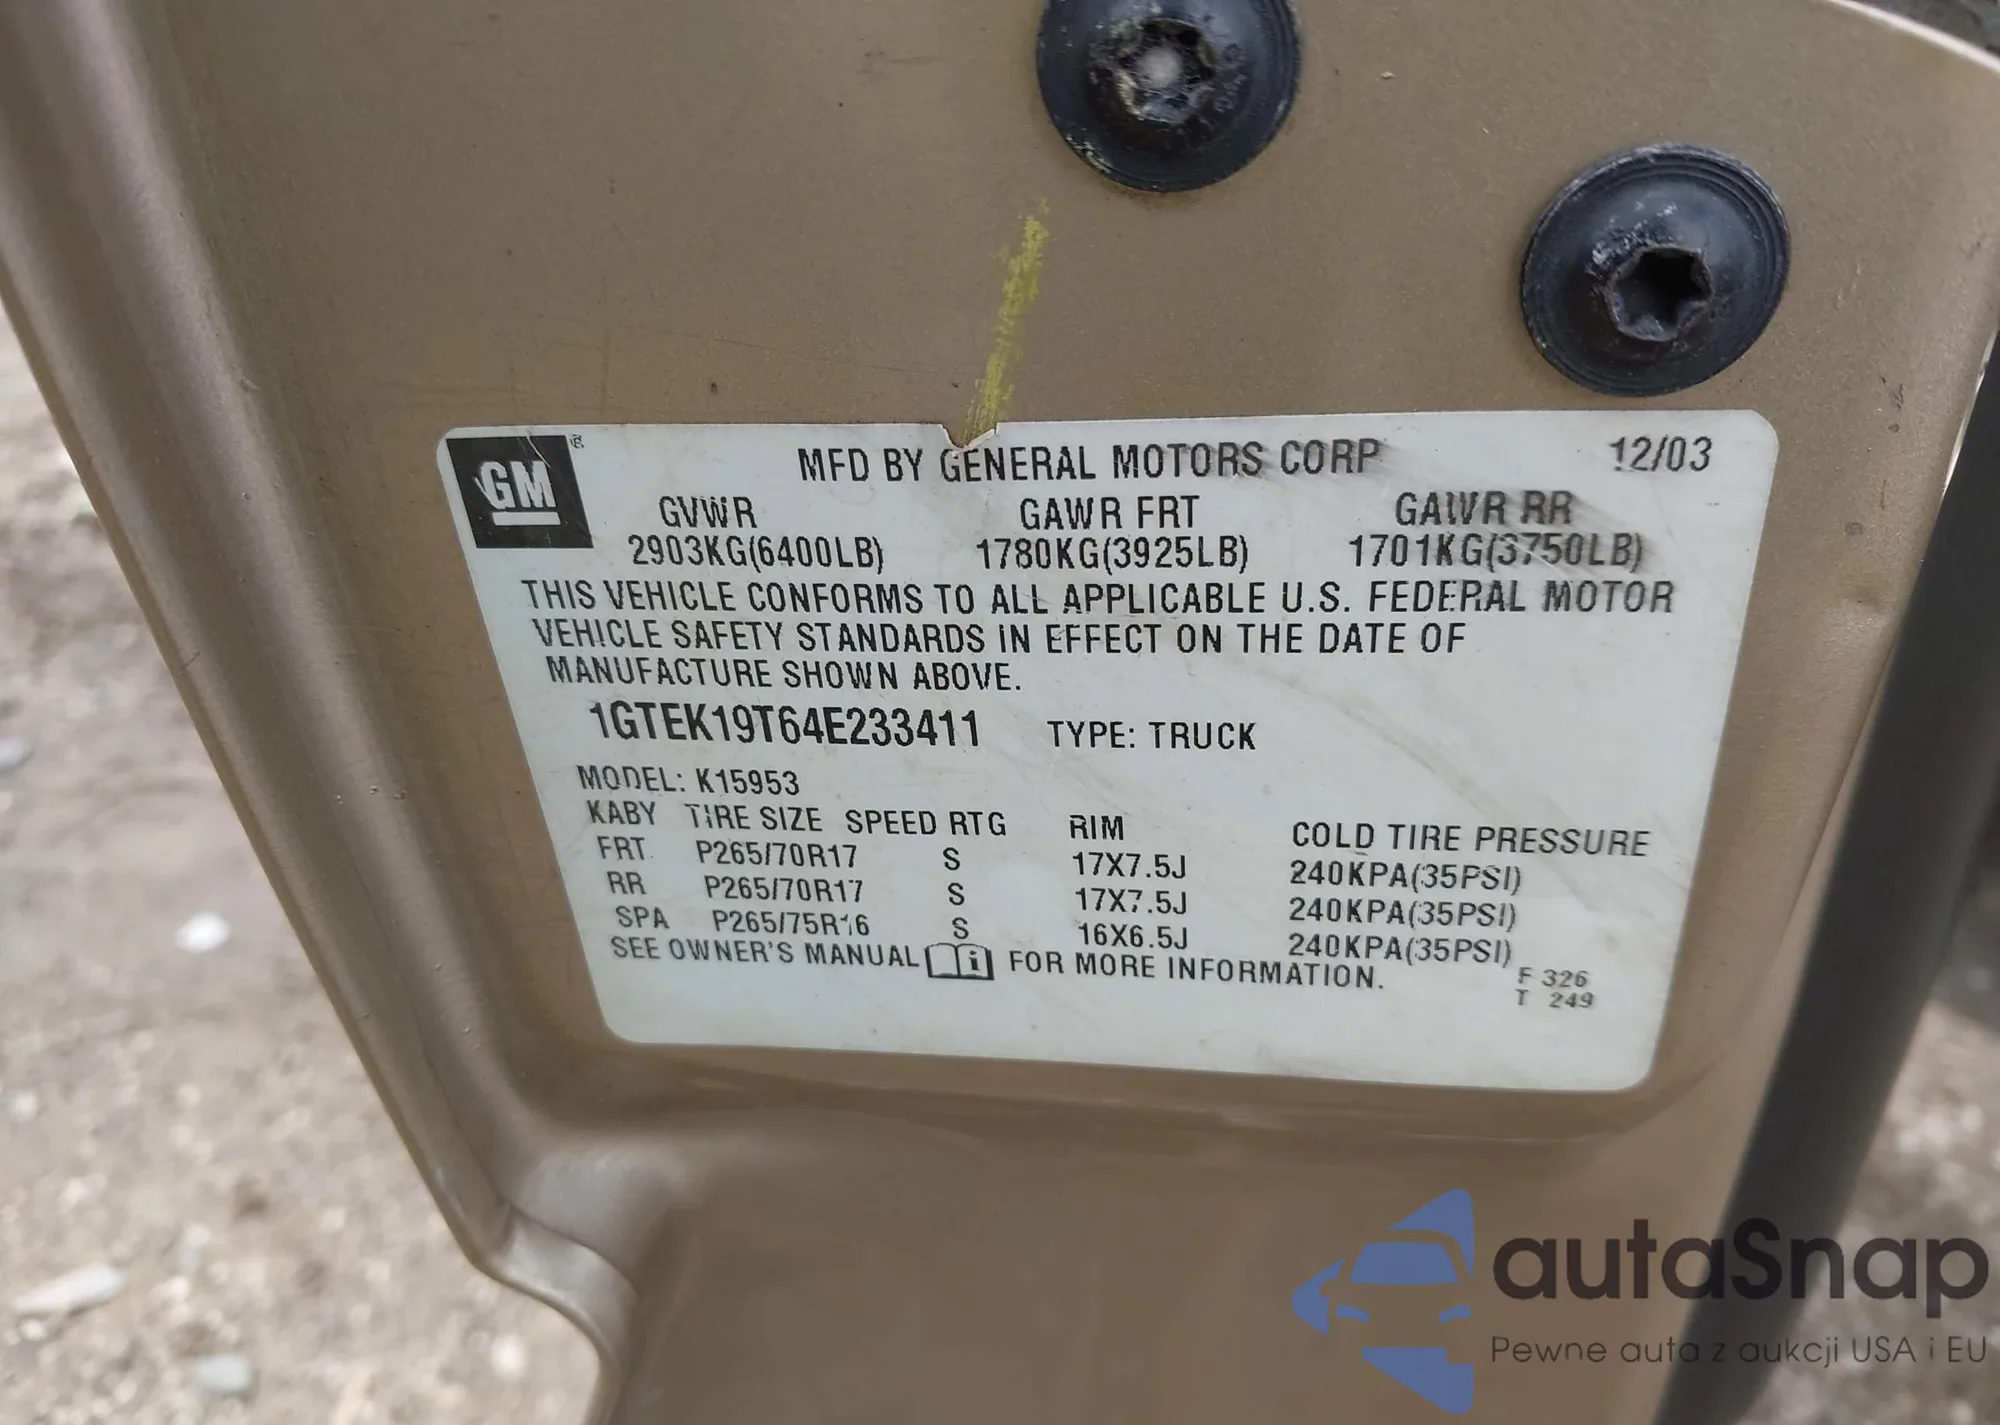 GM
MFD BY GENERAL MOTORS CORP 12/03
GVWR GAWR FRT GAWR RR
2903KG(6400LB) 1780KG(3925LB) 1701KG(3750LB)
THIS VEHICLE CONFORMS TO ALL APPLICABLE U.S. FEDERAL MOTOR
VEHICLE SAFETY STANDARDS IN EFFECT ON THE DATE OF
MANUFACTURE SHOWN ABOVE.
1GTEK19T64E233411 TYPE: TRUCK
MODEL: K15953
KABY TIRE SIZE SPEED RTG RIM COLD TIRE PRESSURE
FRT P265/70R17 S 17X7.5J 240KPA(35PSI)
RR P265/70R17 S 17X7.5J 240KPA(35PSI)
SPA P265/75R16 S 16X6.5J 240KPA(35PSI)
SEE OWNER'S MANUAL i FOR MORE INFORMATION.
F 326
T 249
autaSnap
Pewne auta z aukcji USA i EU